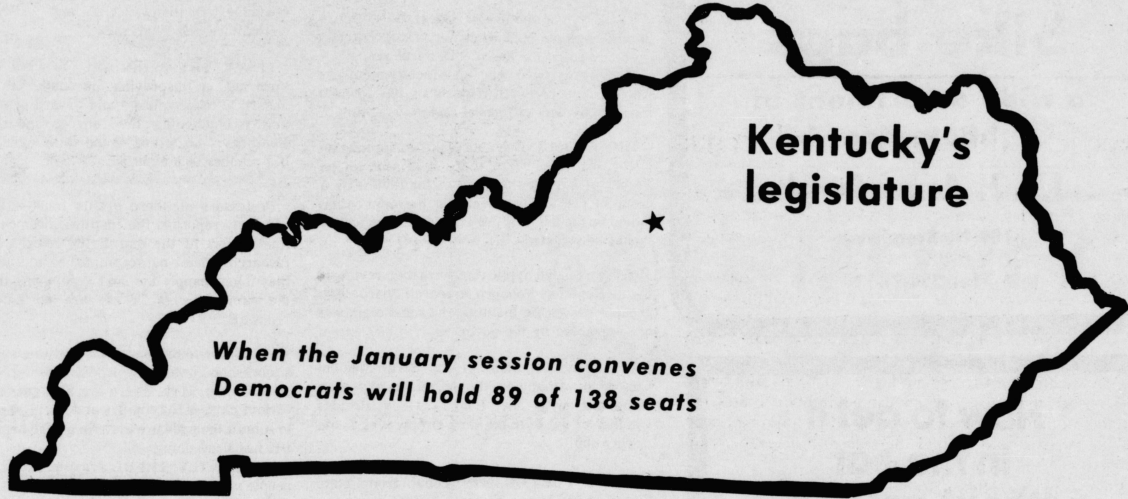 Kentucky's
legislature
When the January session convenes
Democrats will hold 89 of 138 seats